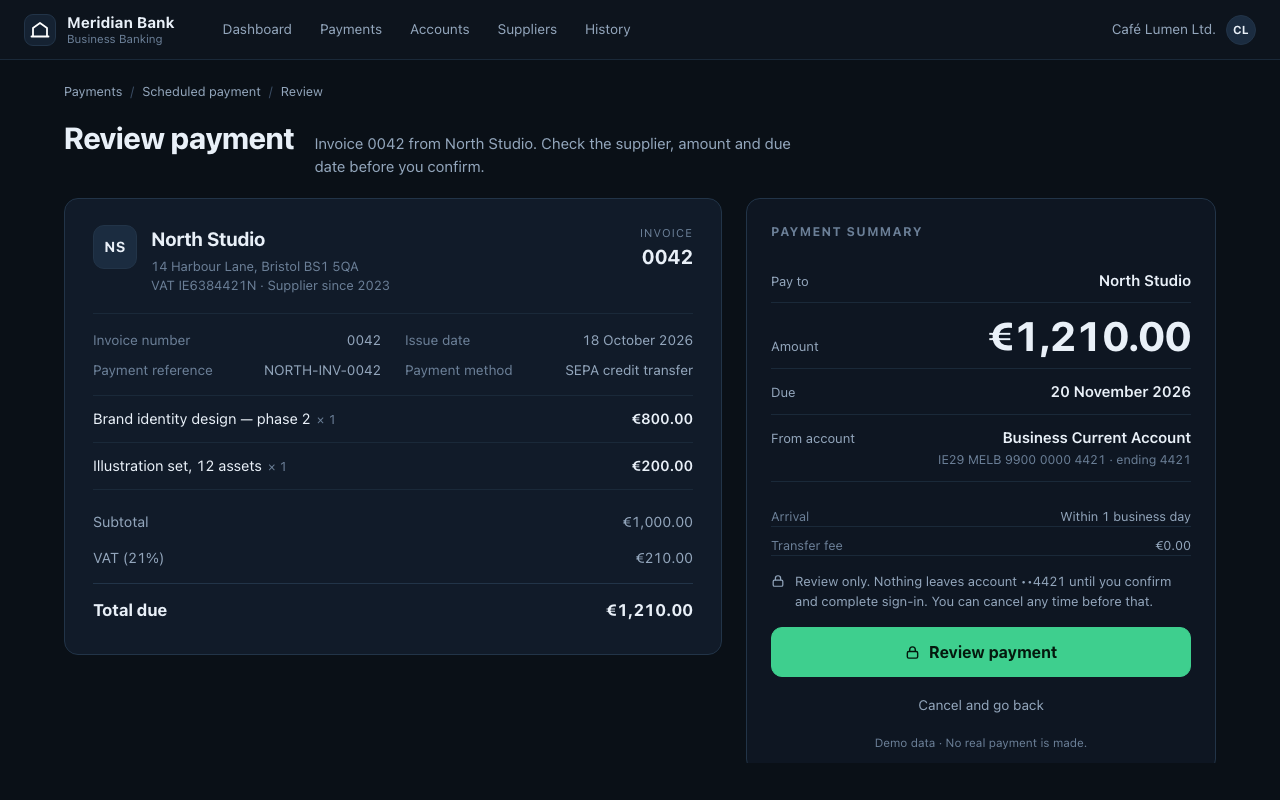 Meridian Bank
Business Banking
Dashboard
Payments
Accounts
Suppliers
History
Café Lumen Ltd.
CL
Payments / Scheduled payment / Review
Review payment
Invoice 0042 from North Studio. Check the supplier, amount and due
date before you confirm.
NS
North Studio
14 Harbour Lane, Bristol BS1 5QA
VAT IE6384421N · Supplier since 2023
INVOICE
0042
Invoice number 0042
Issue date 18 October 2026
Payment reference NORTH-INV-0042
Payment method SEPA credit transfer
Brand identity design — phase 2 × 1 €800.00
Illustration set, 12 assets × 1 €200.00
Subtotal €1,000.00
VAT (21%) €210.00
Total due €1,210.00
PAYMENT SUMMARY
Pay to North Studio
Amount €1,210.00
Due 20 November 2026
From account Business Current Account
IE29 MELB 9900 0000 4421 · ending 4421
Arrival Within 1 business day
Transfer fee €0.00
Review only. Nothing leaves account ••4421 until you confirm
and complete sign-in. You can cancel any time before that.
Review payment
Cancel and go back
Demo data · No real payment is made.